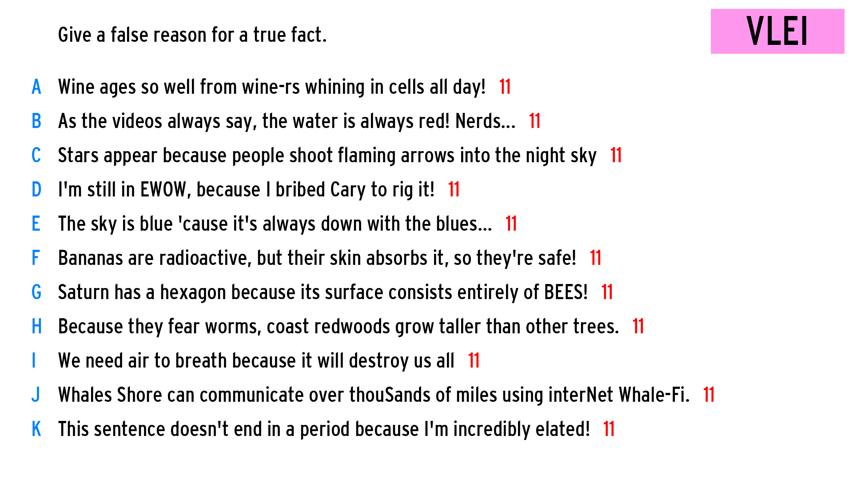 Give a false reason for a true fact.
VLEI
A Wine ages so well from wine-rs whining in cells all day! 11
B As the videos always say, the water is always red! Nerds... 11
C Stars appear because people shoot flaming arrows into the night sky 11
D I'm still in EWOW, because I bribed Cary to rig it! 11
E The sky is blue 'cause it's always down with the blues... 11
F Bananas are radioactive, but their skin absorbs it, so they're safe! 11
G Saturn has a hexagon because its surface consists entirely of BEES! 11
H Because they fear worms, coast redwoods grow taller than other trees. 11
I We need air to breath because it will destroy us all 11
J Whales Shore can communicate over thouSands of miles using interNet Whale-Fi. 11
K This sentence doesn't end in a period because I'm incredibly elated! 11